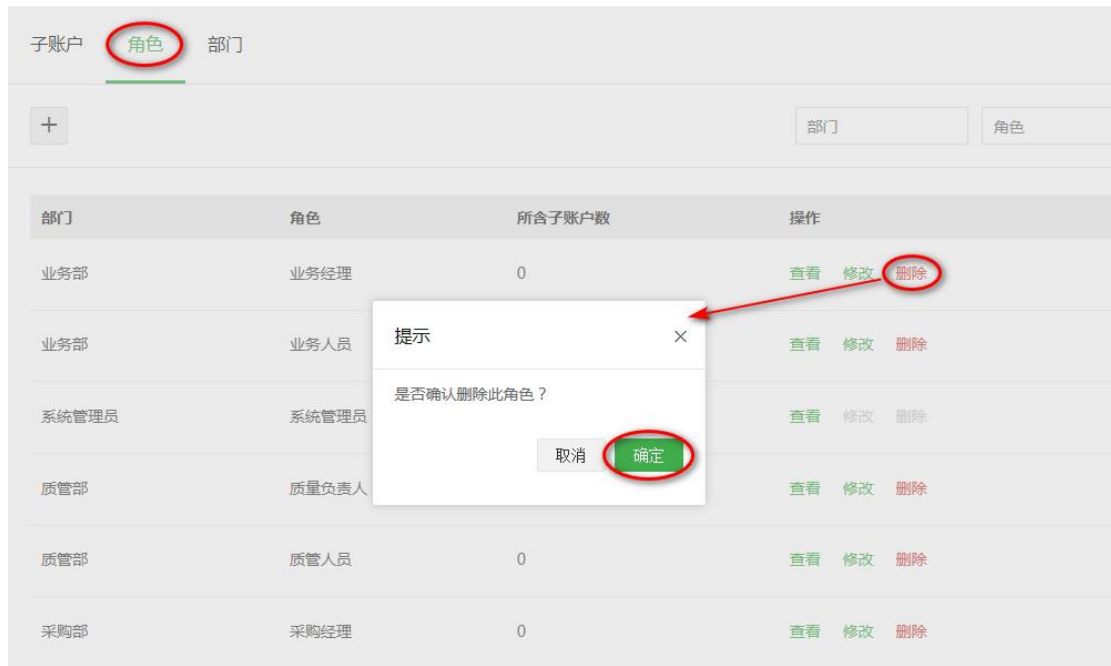 子账户 角色 部门
部门 角色
部门 角色 所含子账户数 操作
业务部 业务经理 0 查看 修改 删除
提示
业务部 业务人员 查看 修改 删除
是否确认删除此角色？
系统管理员 系统管理员 查看 修改 删除
取消 确定
质管部 质量负责人 查看 修改 删除
质管部 质管人员 0 查看 修改 删除
采购部 采购经理 0 查看 修改 删除